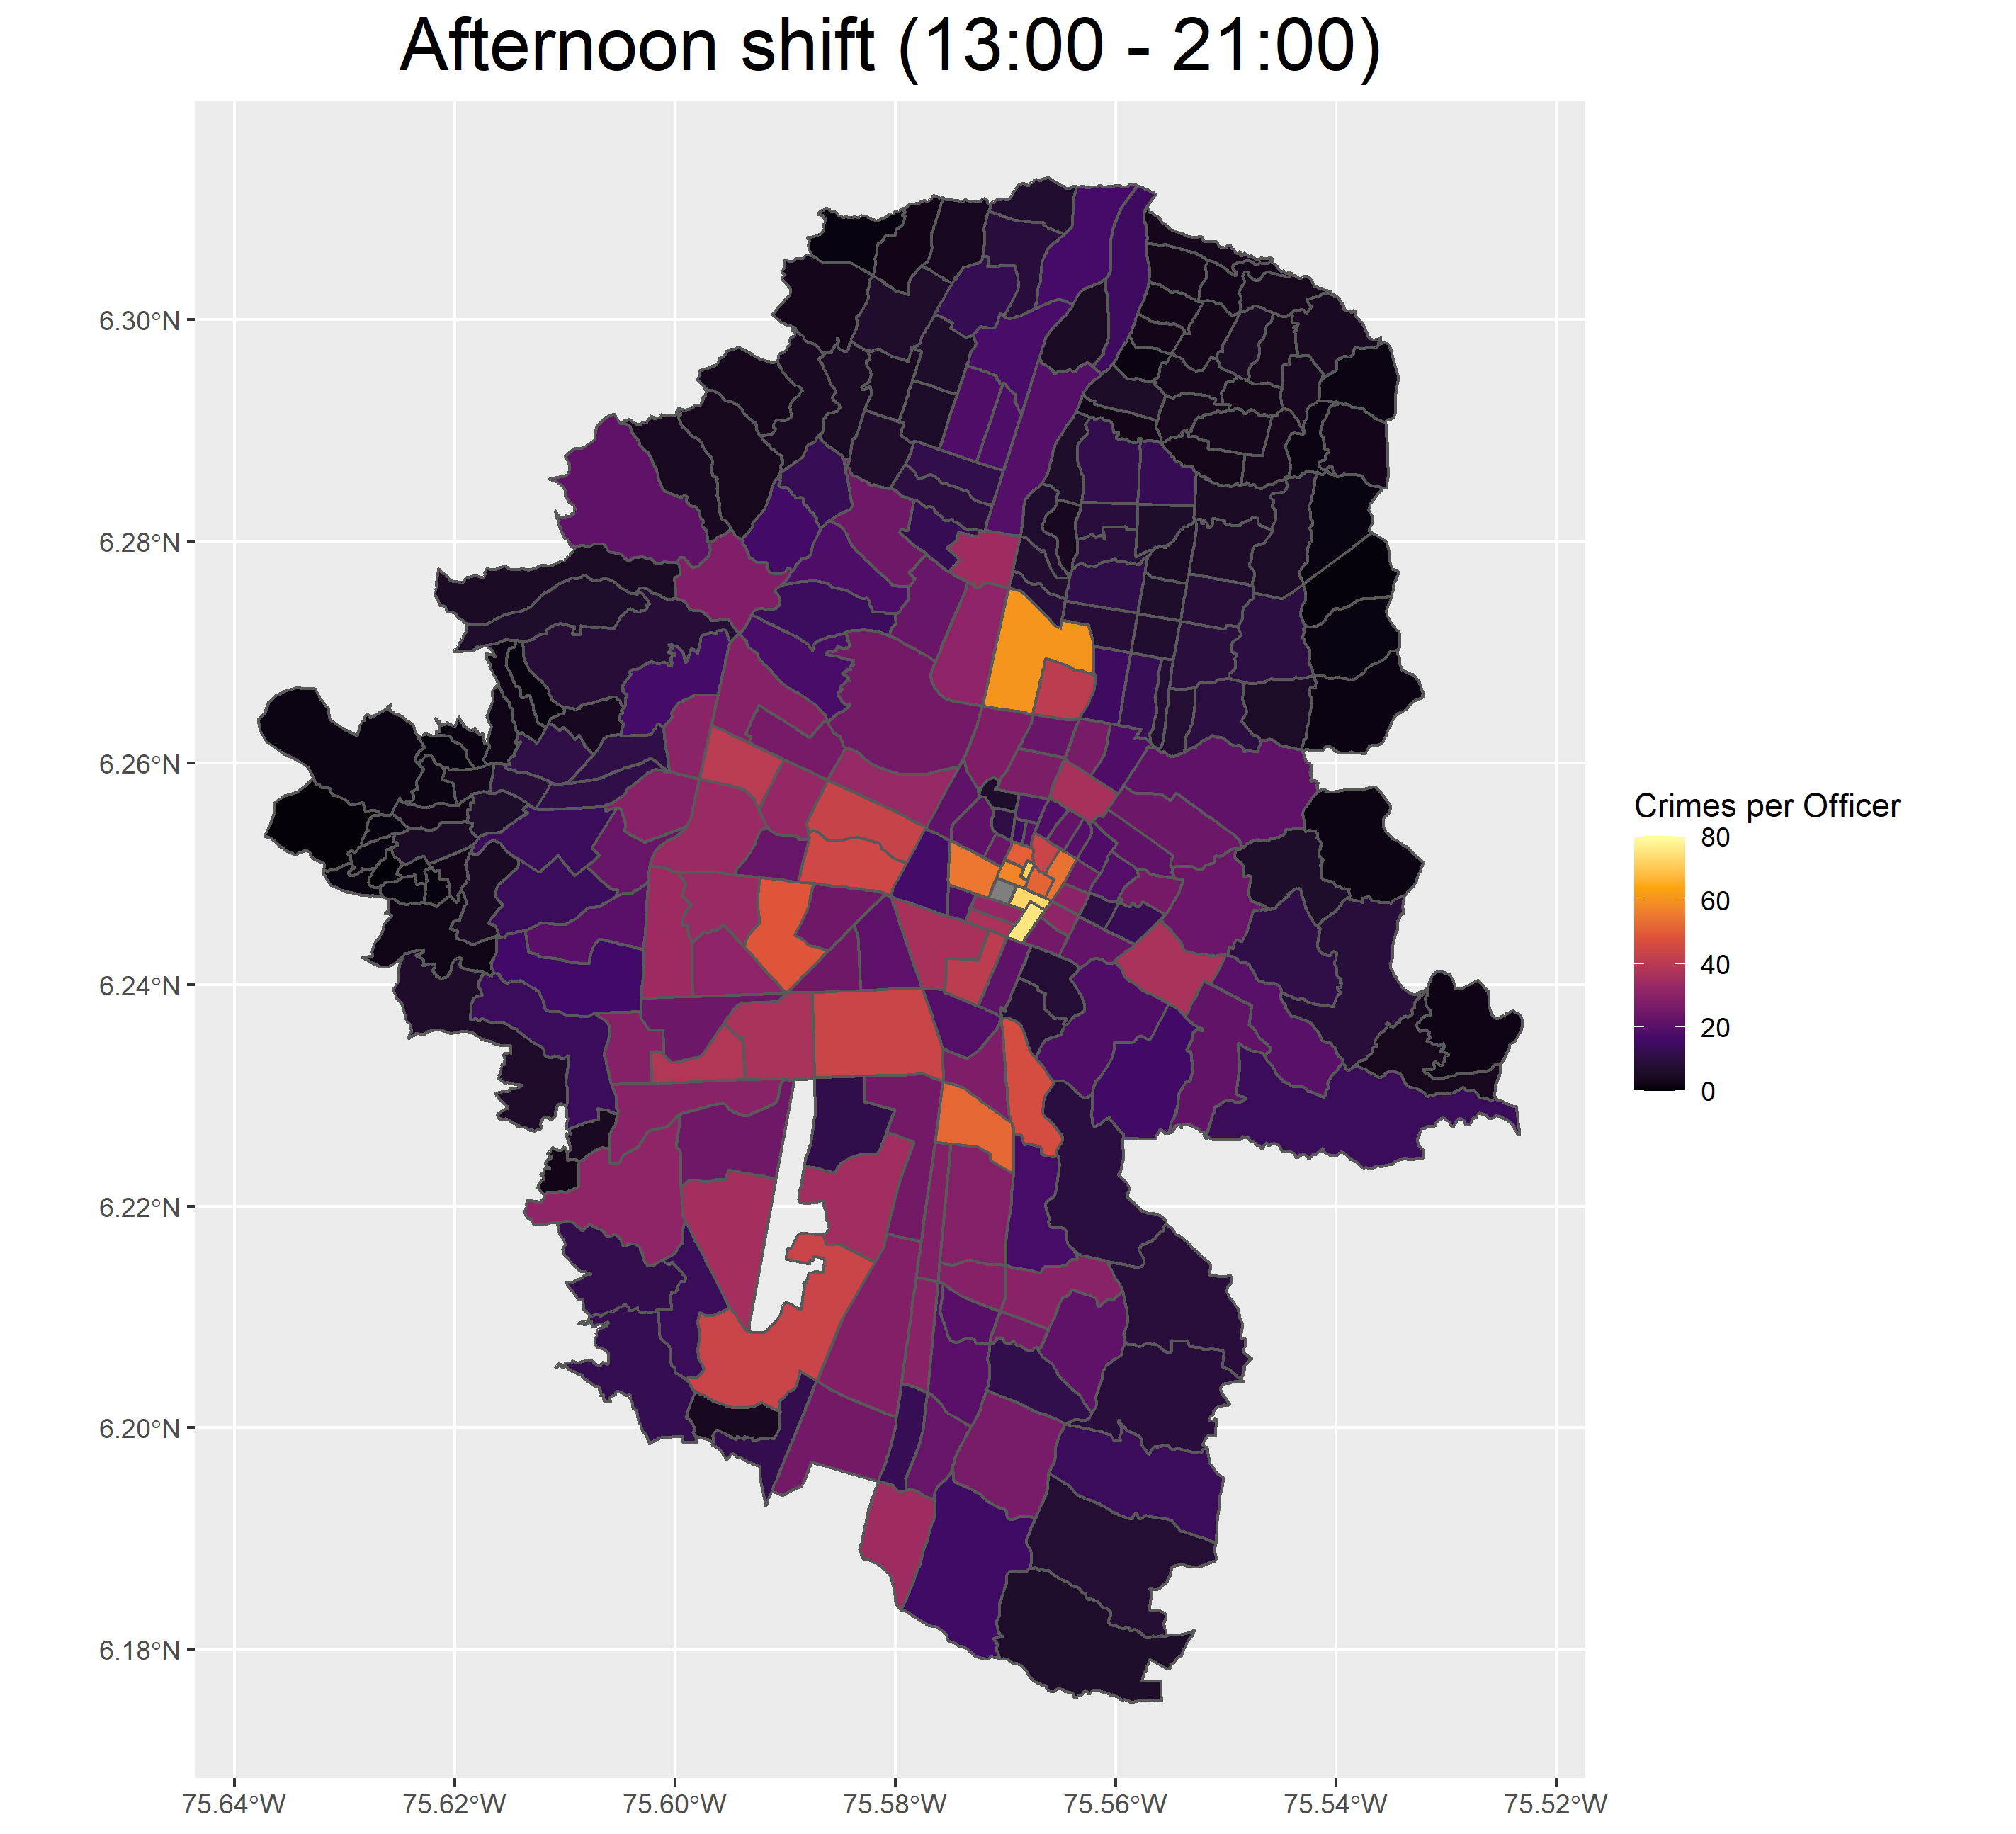 Afternoon shift (13:00 - 21:00)
6.30°N
6.28°N
6.26°N
6.24°N
6.22°N
6.20°N
6.18°N
75.64°W
75.62°W
75.60°W
75.58°W
75.56°W
75.54°W
75.52°W
Crimes per Officer
80
60
40
20
0